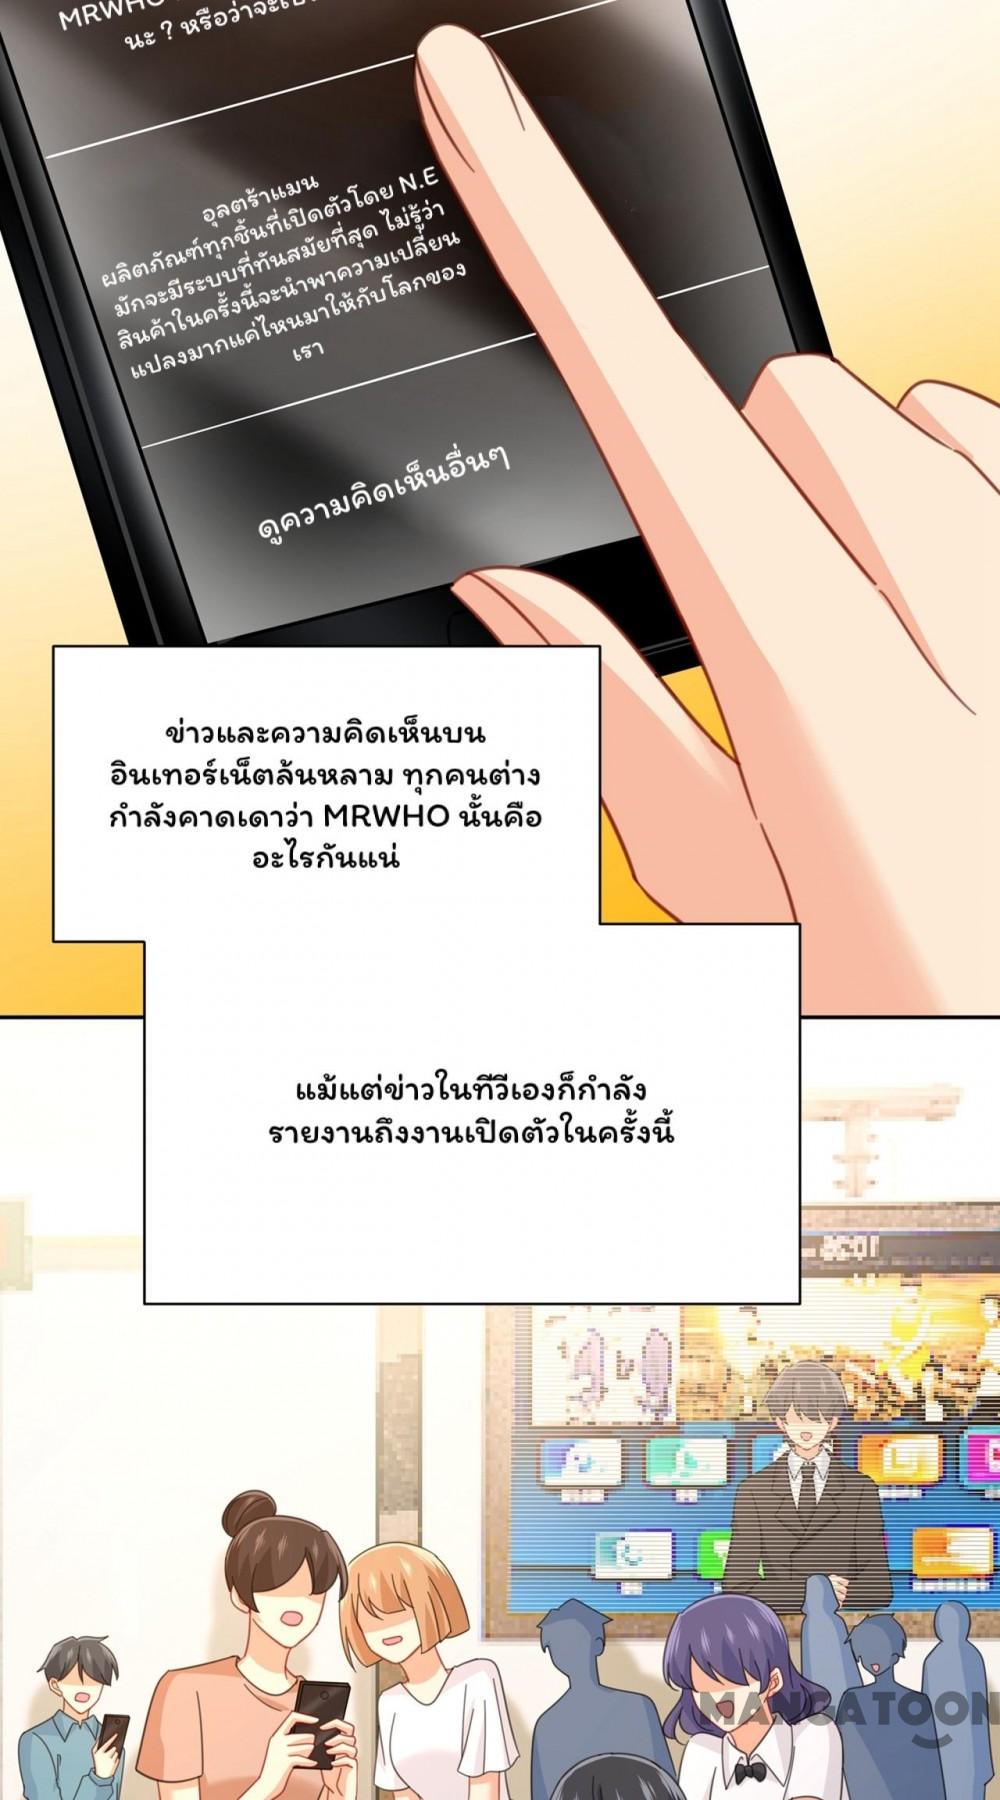 MRWHO
นะ ? หรือว่าจะเป็น
อุลตร้าแมน
ผลิตภัณฑ์ทุกชิ้นที่เปิดตัวโดย N.E
มักจะมีระบบที่ทันสมัยที่สุด ไม่รู้ว่า
สินค้าในครั้งนี้จะนำพาความเปลี่ยน
แปลงมากแค่ไหนมาให้กับโลกของ
เรา
ดูความคิดเห็นอื่นๆ
ข่าวและความคิดเห็นบน
อินเทอร์เน็ตล้นหลาม ทุกคนต่าง
กำลังคาดเดาว่า MRWHO นั้นคือ
อะไรกันแน่
แม้แต่ข่าวในทีวีเองก็กำลัง
รายงานถึงงานเปิดตัวในครั้งนี้
MANGATOON